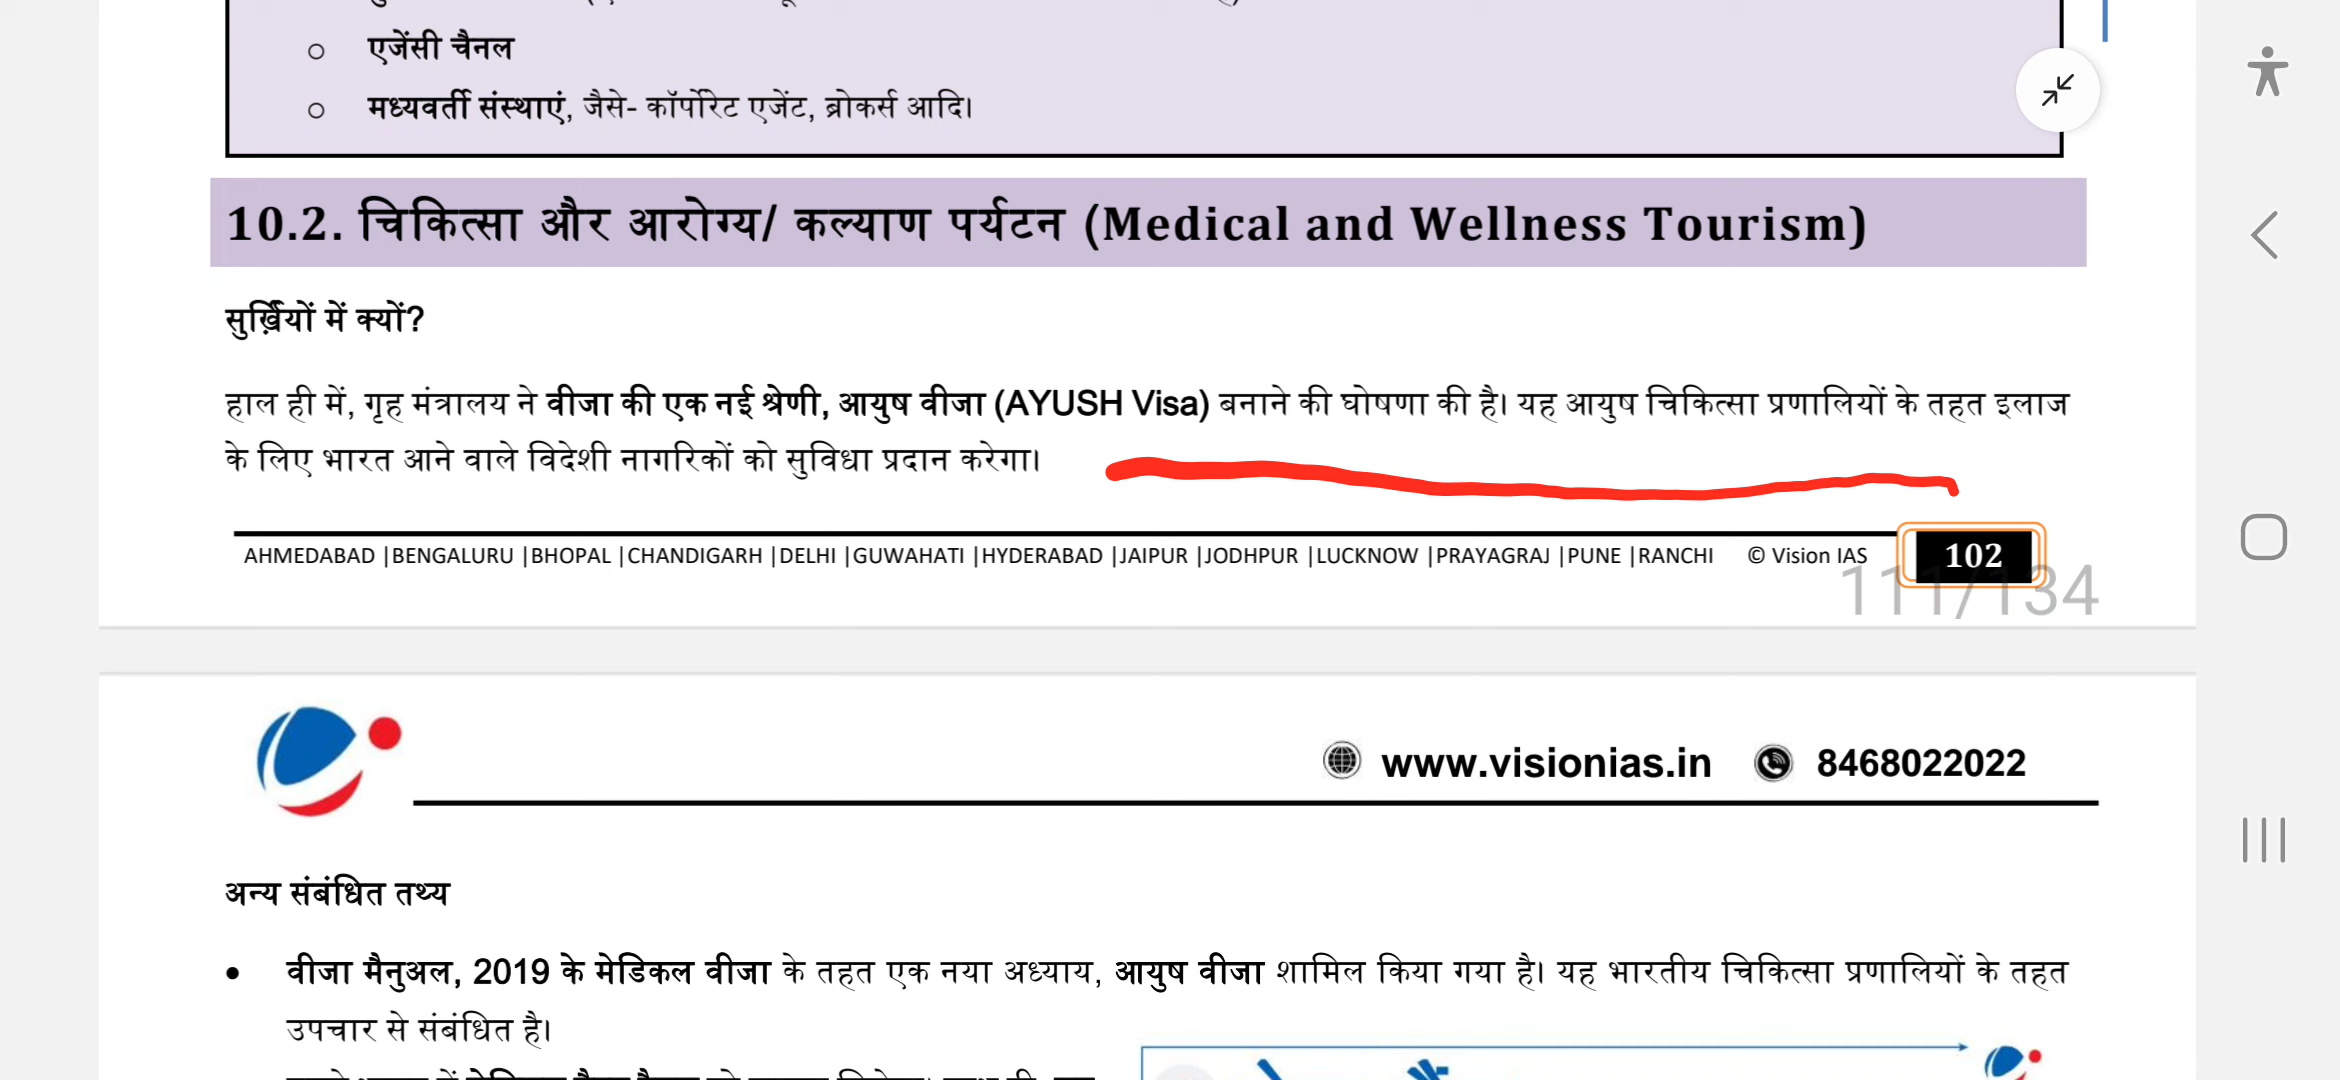 एजेंसी चैनल
मध्यवर्ती संस्थाएं, जैसे- कॉर्पोरेट एजेंट, ब्रोकर्स आदि।
10.2. चिकित्सा और आरोग्य/ कल्याण पर्यटन (Medical and Wellness Tourism)
सुर्ख़ियों में क्यों?
हाल ही में, गृह मंत्रालय ने वीजा की एक नई श्रेणी, आयुष वीजा (AYUSH Visa) बनाने की घोषणा की है। यह आयुष चिकित्सा प्रणालियों के तहत इलाज
के लिए भारत आने वाले विदेशी नागरिकों को सुविधा प्रदान करेगा।
AHMEDABAD |BENGALURU |BHOPAL |CHANDIGARH |DELHI |GUWAHATI |HYDERABAD |JAIPUR |JODHPUR |LUCKNOW |PRAYAGRAJ |PUNE |RANCHI © Vision IAS 102
111/134
www.visionias.in 8468022022
अन्य संबंधित तथ्य
• वीजा मैनुअल, 2019 के मेडिकल वीजा के तहत एक नया अध्याय, आयुष वीजा शामिल किया गया है। यह भारतीय चिकित्सा प्रणालियों के तहत
उपचार से संबंधित है।